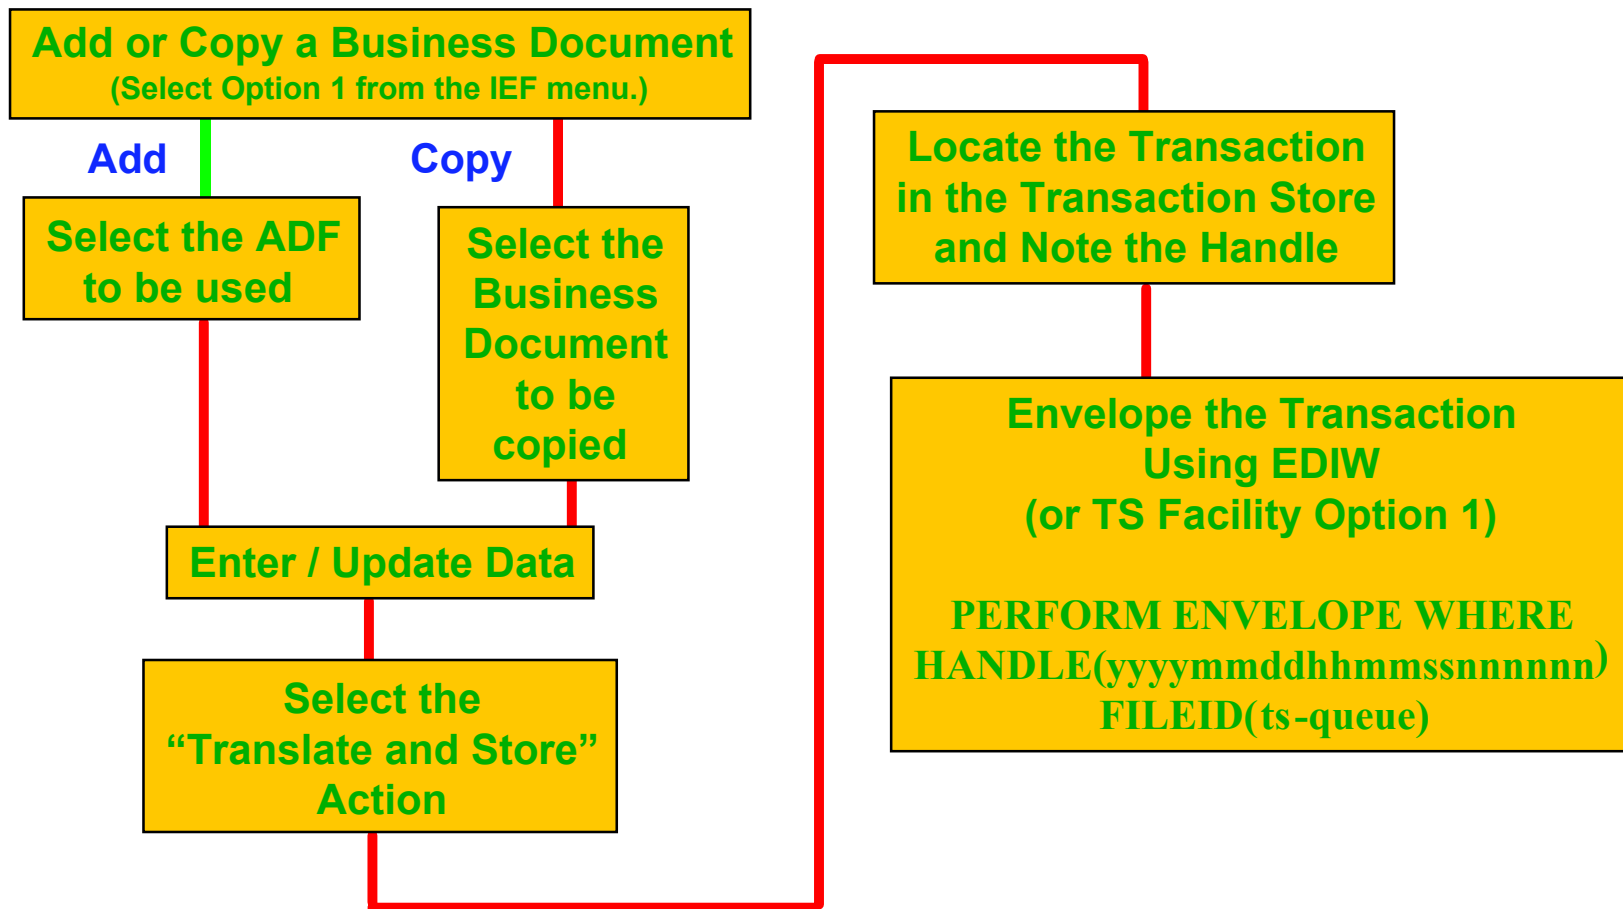 Add or Copy a Business Document
(Select Option 1 from the IEF menu.)
Add
Copy
Select the ADF
to be used
Select the
Business
Document
to be
copied
Enter / Update Data
Select the
“Translate and Store”
Action
Locate the Transaction
in the Transaction Store
and Note the Handle
Envelope the Transaction
Using EDIW
(or TS Facility Option 1)
PERFORM ENVELOPE WHERE
HANDLE(yyyymmddhhmmssnnnnnn)
FILEID(ts-queue)